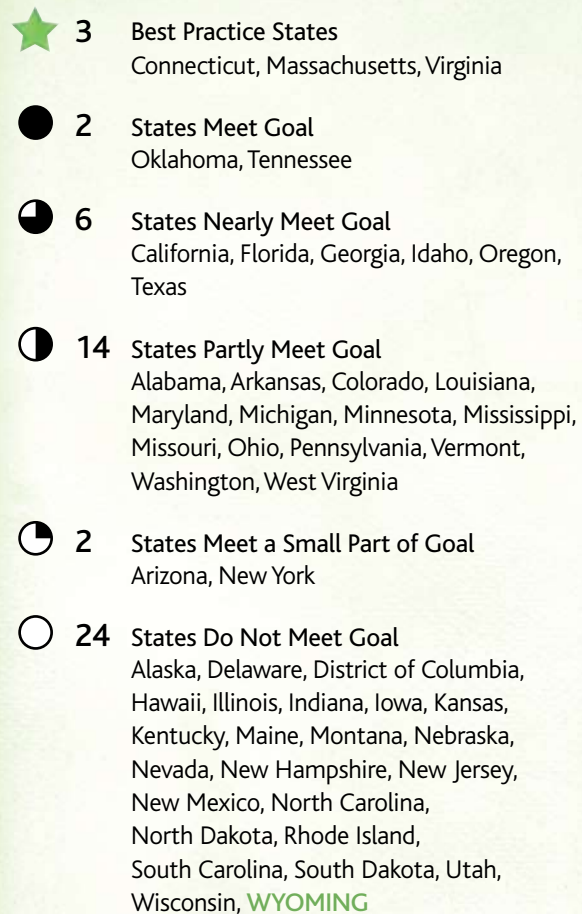 3 Best Practice States
Connecticut, Massachusetts, Virginia
2 States Meet Goal
Oklahoma, Tennessee
6 States Nearly Meet Goal
California, Florida, Georgia, Idaho, Oregon,
Texas
14 States Partly Meet Goal
Alabama, Arkansas, Colorado, Louisiana,
Maryland, Michigan, Minnesota, Mississippi,
Missouri, Ohio, Pennsylvania, Vermont,
Washington, West Virginia
2 States Meet a Small Part of Goal
Arizona, New York
24 States Do Not Meet Goal
Alaska, Delaware, District of Columbia,
Hawaii, Illinois, Indiana, Iowa, Kansas,
Kentucky, Maine, Montana, Nebraska,
Nevada, New Hampshire, New Jersey,
New Mexico, North Carolina,
North Dakota, Rhode Island,
South Carolina, South Dakota, Utah,
Wisconsin, WYOMING